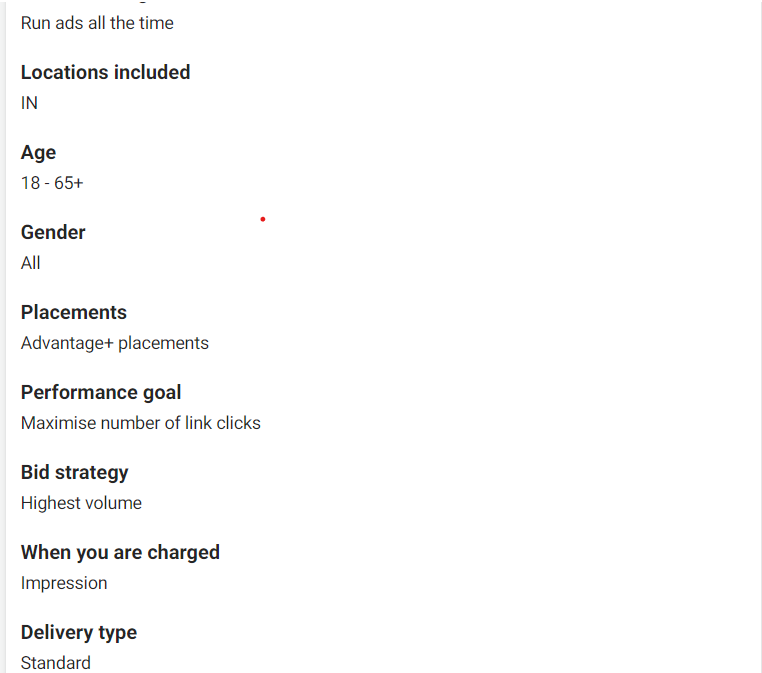 Run ads all the time
Locations included
IN
Age
18 - 65+
Gender
All
Placements
Advantage+ placements
Performance goal
Maximise number of link clicks
Bid strategy
Highest volume
When you are charged
Impression
Delivery type
Standard